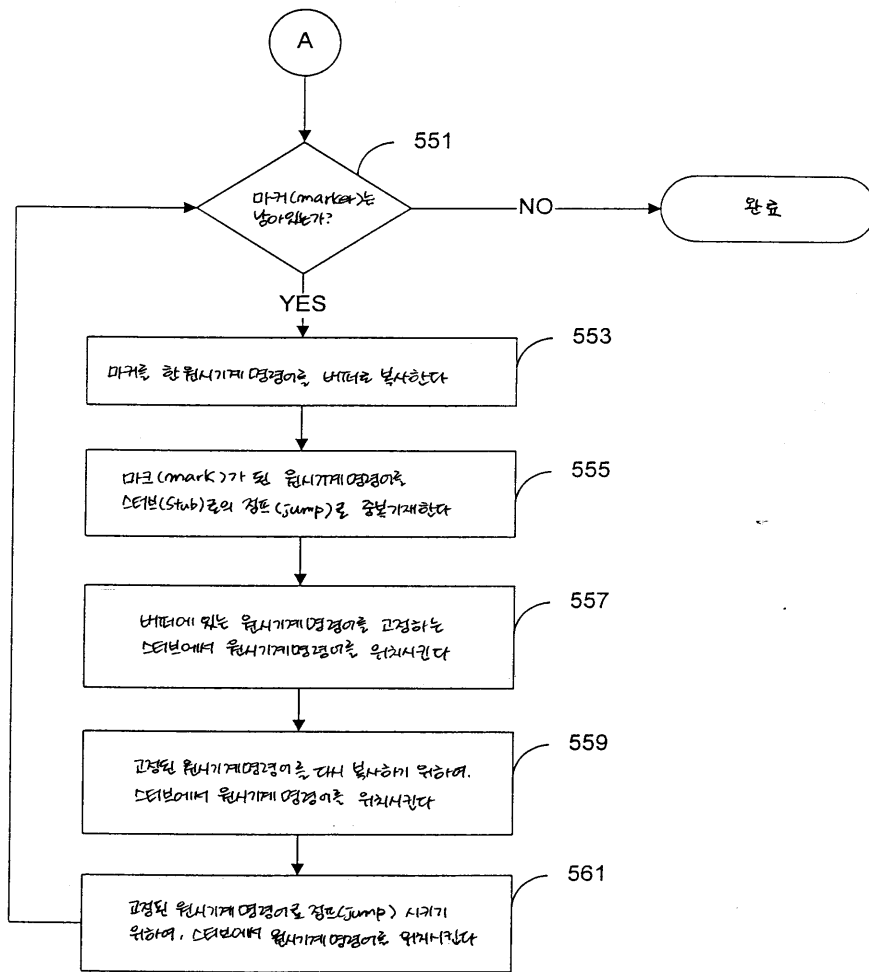 A
551
마커(marker)는
남아있는가?
NO
완료
YES
553
마커를 한 원시기계 명령어를 버퍼로 복사한다
555
마크(mark)가 된 원시기계명령어를
스터브(stub)로의 점프(jump)로 중복기재한다
557
버퍼에 있는 원시기계명령어를 고정하는
스터브에서 원시기계명령어를 위치시킨다
559
고정된 원시기계명령어를 다시 복사하기 위하여,
스터브에서 원시기계 명령어를 위치시킨다
561
고정된 원시기계 명령어로 점프(jump) 시키기
위하여, 스터브에서 원시기계명령어를 위치시킨다